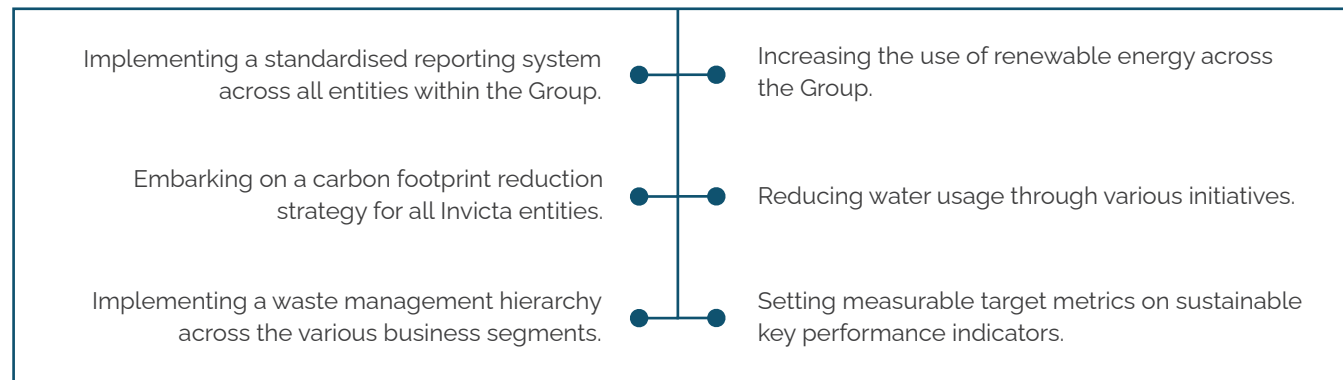 Implementing a standardised reporting system
across all entities within the Group.
Increasing the use of renewable energy across
the Group.
Embarking on a carbon footprint reduction
strategy for all Invicta entities.
Reducing water usage through various initiatives.
Implementing a waste management hierarchy
across the various business segments.
Setting measurable target metrics on sustainable
key performance indicators.